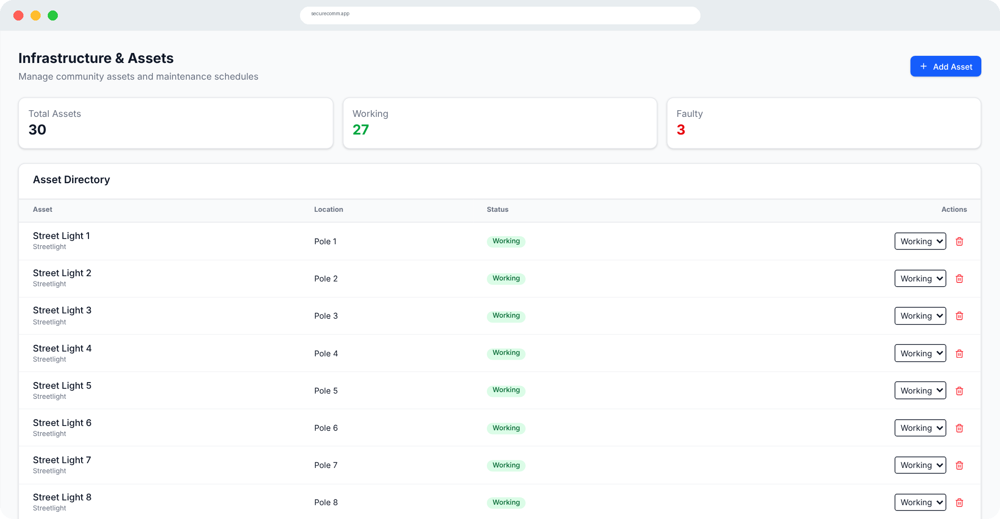 securecomm.app
Infrastructure & Assets
Manage community assets and maintenance schedules
+ Add Asset
Total Assets
30
Working
27
Faulty
3
Asset Directory
Asset Location Status Actions
Street Light 1
Streetlight
Pole 1
Working
Working
Street Light 2
Streetlight
Pole 2
Working
Working
Street Light 3
Streetlight
Pole 3
Working
Working
Street Light 4
Streetlight
Pole 4
Working
Working
Street Light 5
Streetlight
Pole 5
Working
Working
Street Light 6
Streetlight
Pole 6
Working
Working
Street Light 7
Streetlight
Pole 7
Working
Working
Street Light 8
Streetlight
Pole 8
Working
Working